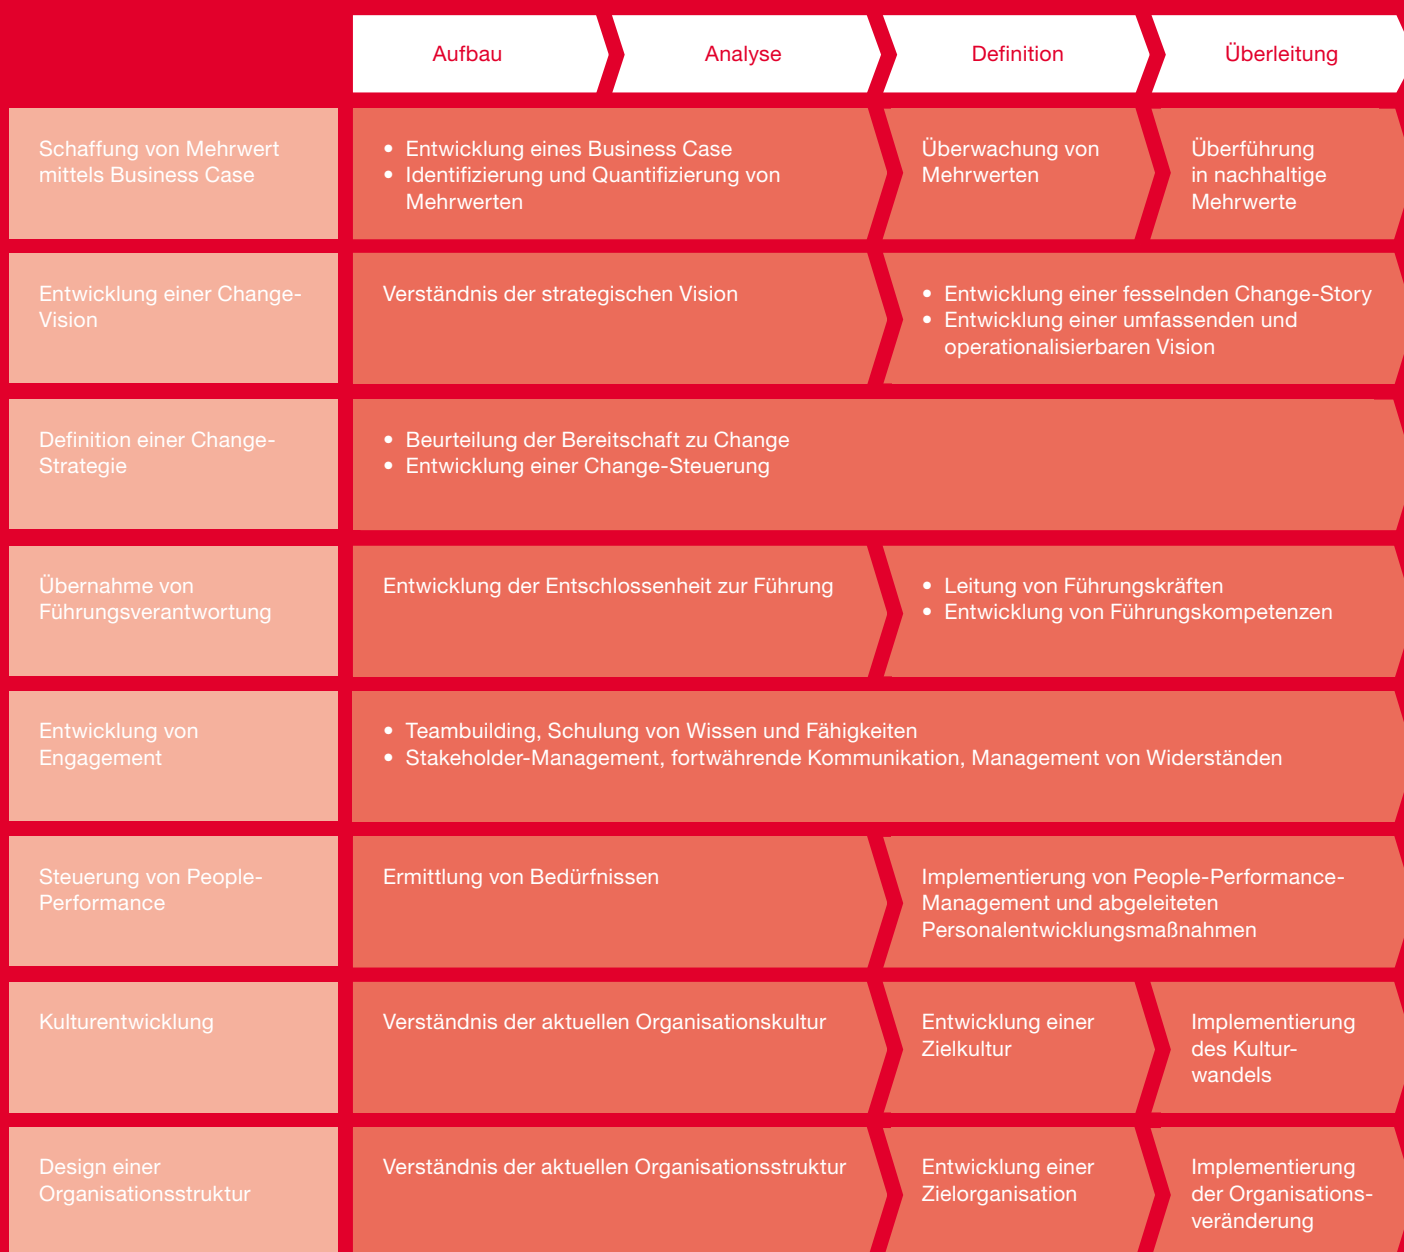 Aufbau
Analyse
Definition
Überleitung
Schaffung von Mehrwert
mittels Business Case
• Entwicklung eines Business Case
• Identifizierung und Quantifizierung von
Mehrwerten
Überwachung von
Mehrwerten
Überführung
in nachhaltige
Mehrwerte
Entwicklung einer Change-
Vision
Verständnis der strategischen Vision
• Entwicklung einer fesselnden Change-Story
• Entwicklung einer umfassenden und
operationalisierbaren Vision
Definition einer Change-
Strategie
• Beurteilung der Bereitschaft zu Change
• Entwicklung einer Change-Steuerung
Übernahme von
Führungsverantwortung
Entwicklung der Entschlossenheit zur Führung
• Leitung von Führungskräften
• Entwicklung von Führungskompetenzen
Entwicklung von
Engagement
• Teambuilding, Schulung von Wissen und Fähigkeiten
• Stakeholder-Management, fortwährende Kommunikation, Management von Widerständen
Steuerung von People-
Performance
Ermittlung von Bedürfnissen
Implementierung von People-Performance-
Management und abgeleiteten
Personalentwicklungsmaßnahmen
Kulturentwicklung
Verständnis der aktuellen Organisationskultur
Entwicklung einer
Zielkultur
Implementierung
des Kultur-
wandels
Design einer
Organisationsstruktur
Verständnis der aktuellen Organisationsstruktur
Entwicklung einer
Zielorganisation
Implementierung
der Organisations-
veränderung